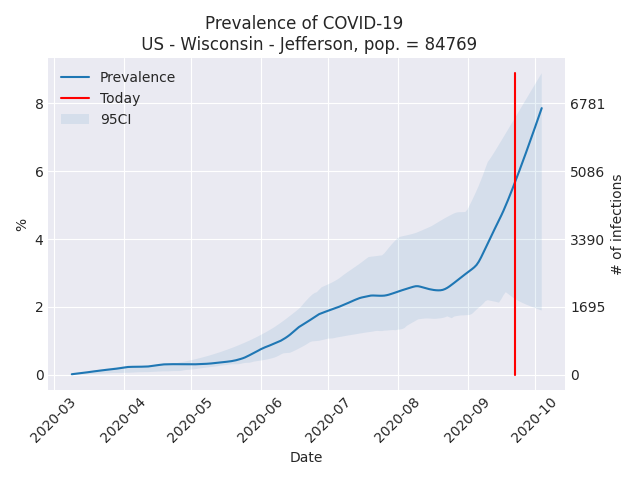 Prevalence of COVID-19
US - Wisconsin - Jefferson, pop. = 84769
Prevalence
Today
95CI
8
6
4
2
0
%
6781
5086
3390
1695
0
# of infections
2020-03
2020-04
2020-05
2020-06
2020-07
2020-08
2020-09
2020-10
Date